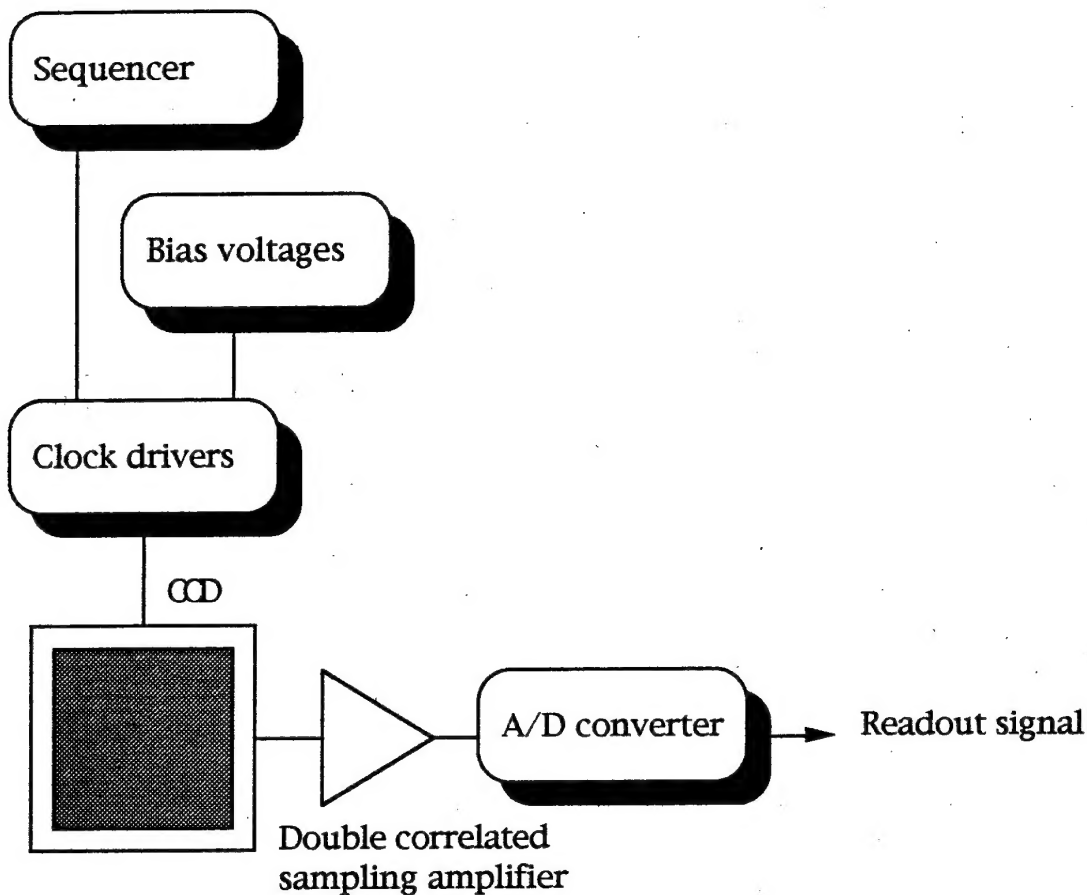 Sequencer
Bias voltages
Clock drivers
CCD
A/D converter
Readout signal
Double correlated
sampling amplifier